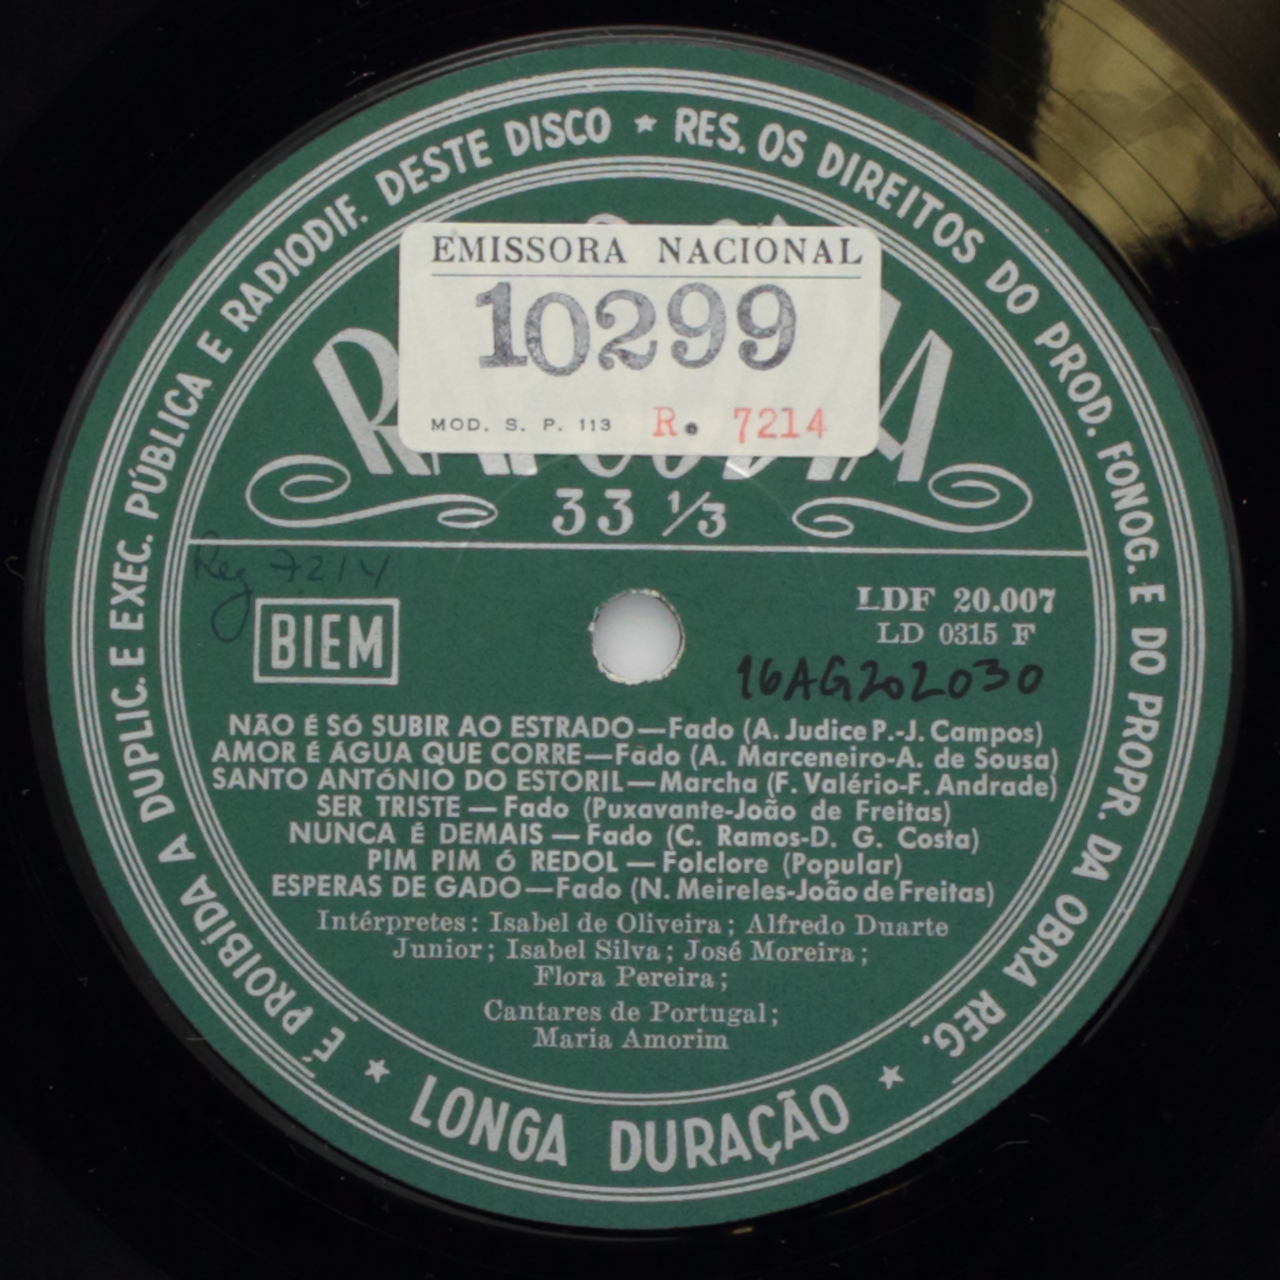 É PROIBÍDA A DUPLIC. E EXEC. PÚBLICA E RADIODIF. DESTE DISCO ★ RES. OS DIREITOS DO PROD. FONOG. E DO PROPR. DA OBRA REG.
EMISSORA NACIONAL
10299
MOD. S. P. 113 R. 7214
33 1/3
Reg 7214
BIEM
LDF 20.007
LD 0315 F
16AG202030
NÃO É SÓ SUBIR AO ESTRADO—Fado (A. Judice P.-J. Campos)
AMOR É ÁGUA QUE CORRE—Fado (A. Marceneiro-A. de Sousa)
SANTO ANTÓNIO DO ESTORIL—Marcha (F. Valério-F. Andrade)
SER TRISTE — Fado (Puxavante-João de Freitas)
NUNCA É DEMAIS — Fado (C. Ramos-D. G. Costa)
PIM PIM Ó REDOL — Folclore (Popular)
ESPERAS DE GADO—Fado (N. Meireles-João de Freitas)
Intérpretes: Isabel de Oliveira; Alfredo Duarte
Junior; Isabel Silva; José Moreira;
Flora Pereira;
Cantares de Portugal;
Maria Amorim
★ LONGA DURAÇÃO ★